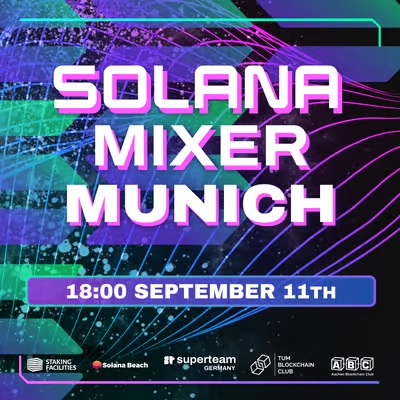 SOLANA
MIXER
MUNICH
18:00 SEPTEMBER 11TH
STAKING
FACILITIES
Solana Beach
superteam
GERMANY
TUM
BLOCKCHAIN
CLUB
ABC
Aachen Blockchain Club